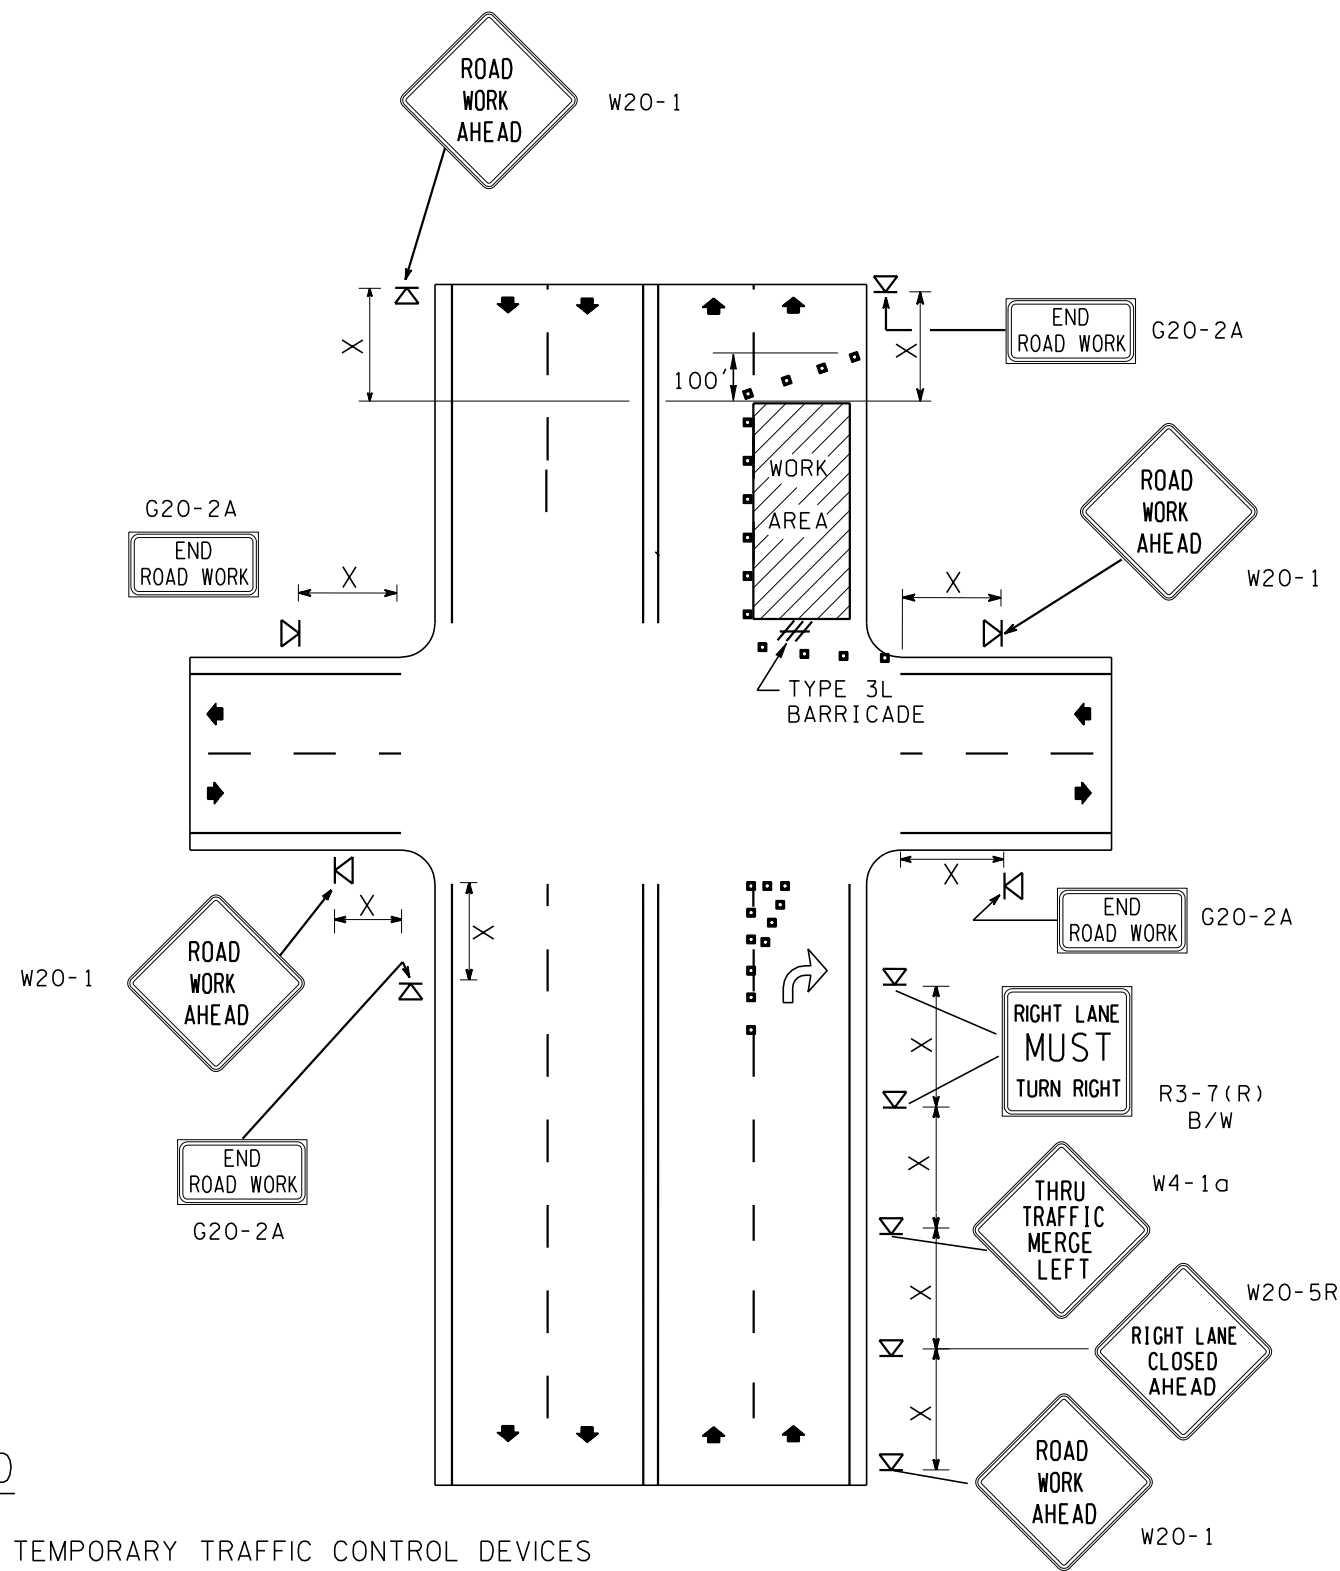 ROAD
WORK
AHEAD
W20-1
END
ROAD WORK
G20-2A
X
X
100'
WORK
AREA
ROAD
WORK
AHEAD
W20-1
G20-2A
END
ROAD WORK
X
X
TYPE 3L
BARRICADE
X
X
X
END
ROAD WORK
G20-2A
ROAD
WORK
AHEAD
W20-1
RIGHT LANE
MUST
TURN RIGHT
R3-7(R)
B/W
X
END
ROAD WORK
G20-2A
X
THRU
TRAFFIC
MERGE
LEFT
W4-1a
X
RIGHT LANE
CLOSED
AHEAD
W20-5R
X
ROAD
WORK
AHEAD
W20-1
TEMPORARY TRAFFIC CONTROL DEVICES